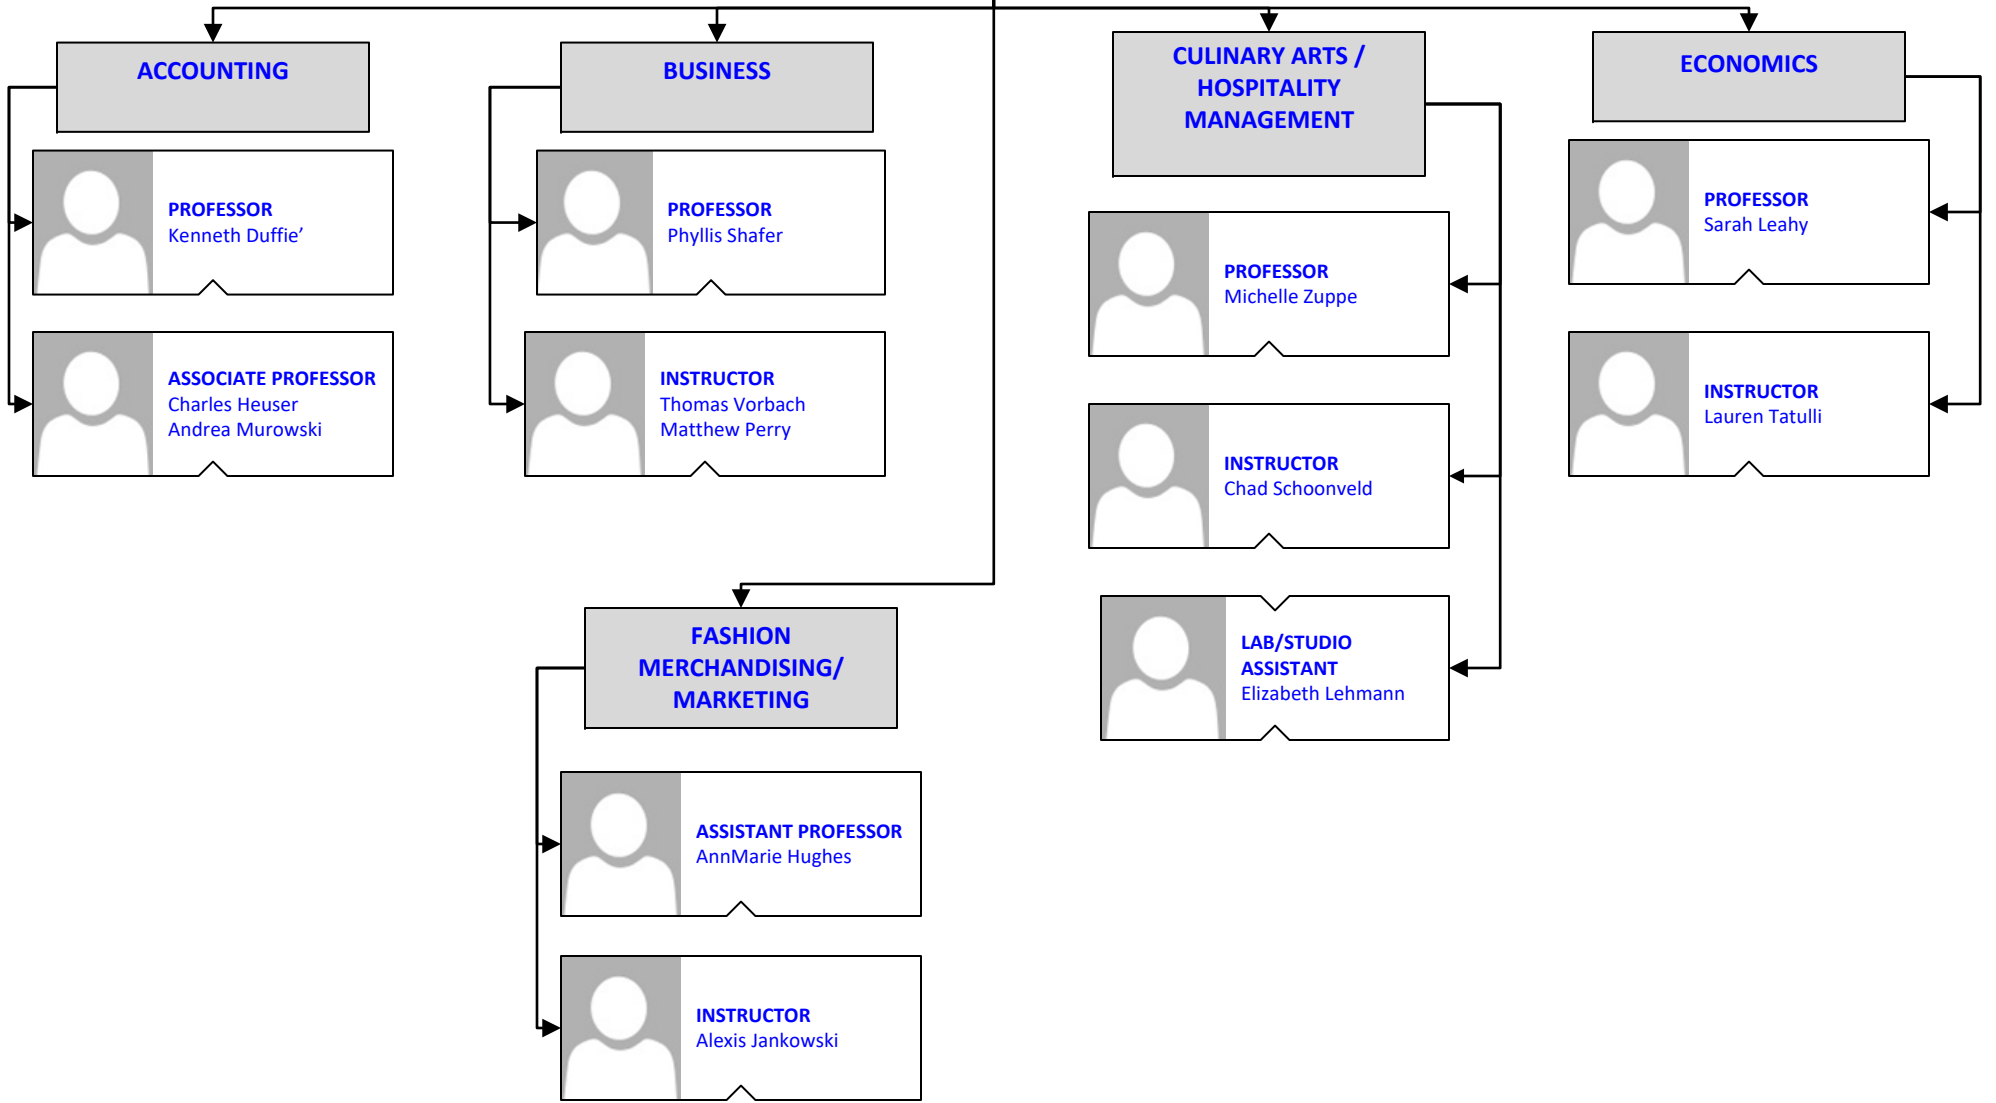 ACCOUNTING
PROFESSOR
Kenneth Duffie’
ASSOCIATE PROFESSOR
Charles Heuser
Andrea Murowski
BUSINESS
PROFESSOR
Phyllis Shafer
INSTRUCTOR
Thomas Vorbach
Matthew Perry
CULINARY ARTS /
HOSPITALITY
MANAGEMENT
PROFESSOR
Michelle Zuppe
INSTRUCTOR
Chad Schoonveld
LAB/STUDIO
ASSISTANT
Elizabeth Lehmann
ECONOMICS
PROFESSOR
Sarah Leahy
INSTRUCTOR
Lauren Tatulli
FASHION
MERCHANDISING/
MARKETING
ASSISTANT PROFESSOR
AnnMarie Hughes
INSTRUCTOR
Alexis Jankowski